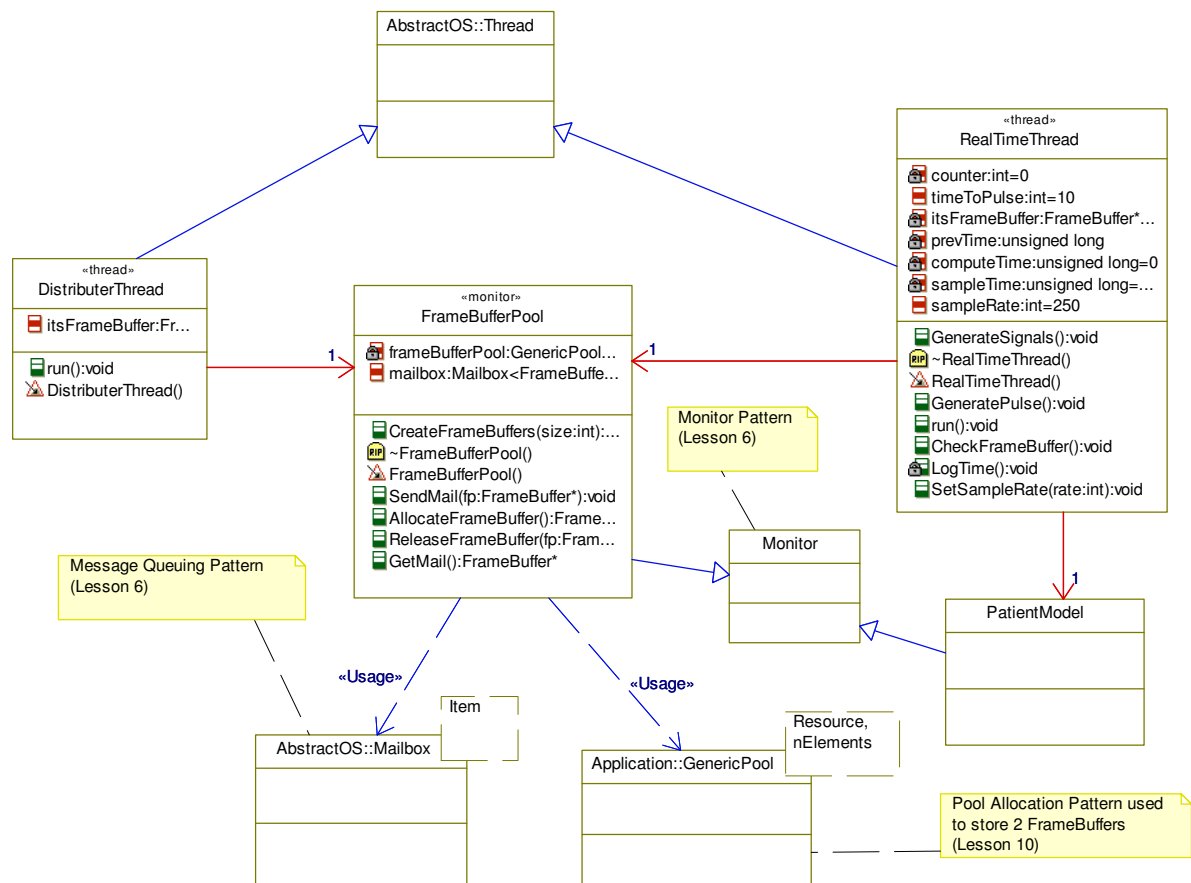 AbstractOS::Thread
«thread»
RealTimeThread
counter:int=0
timeToPulse:int=10
itsFrameBuffer:FrameBuffer*...
prevTime:unsigned long
computeTime:unsigned long=0
sampleTime:unsigned long=...
sampleRate:int=250
GenerateSignals():void
RIP ~RealTimeThread()
RealTimeThread()
GeneratePulse():void
run():void
CheckFrameBuffer():void
LogTime():void
SetSampleRate(rate:int):void
«thread»
DistributerThread
itsFrameBuffer:Fr...
run():void
DistributerThread()
1
«monitor»
FrameBufferPool
frameBufferPool:GenericPool...
mailbox:Mailbox<FrameBuffe...
CreateFrameBuffers(size:int):...
RIP ~FrameBufferPool()
FrameBufferPool()
SendMail(fp:FrameBuffer*):void
AllocateFrameBuffer():Frame...
ReleaseFrameBuffer(fp:Fram...
GetMail():FrameBuffer*
1
Monitor Pattern
(Lesson 6)
Monitor
1
PatientModel
Message Queuing Pattern
(Lesson 6)
«Usage»
«Usage»
Item
AbstractOS::Mailbox
Resource,
nElements
Application::GenericPool
Pool Allocation Pattern used
to store 2 FrameBuffers
(Lesson 10)